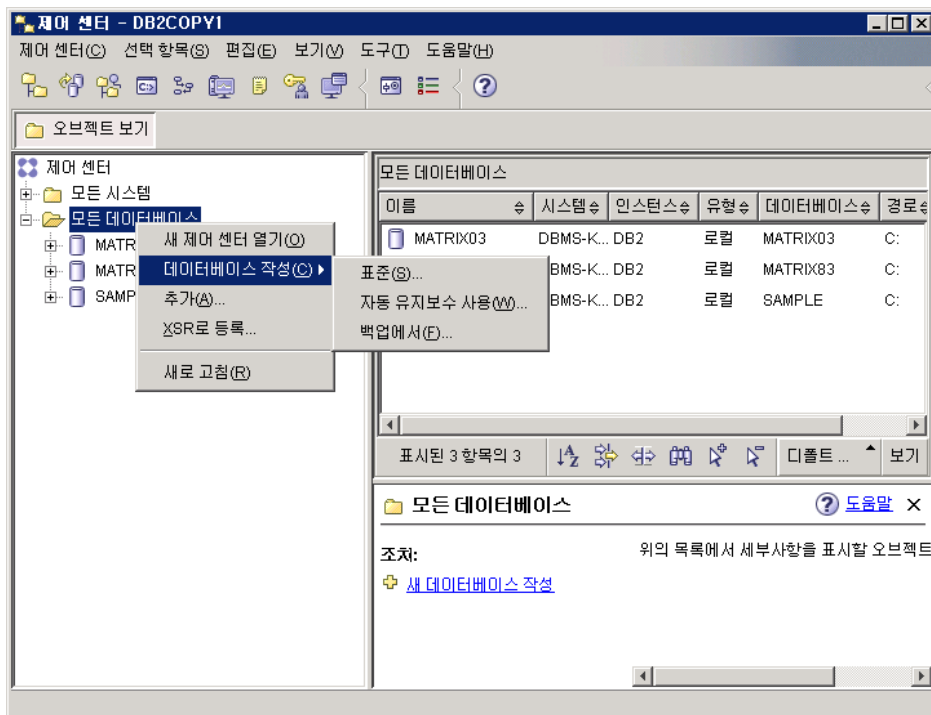 제어 센터 - DB2COPY1
제어 센터(C) 선택 항목(S) 편집(E) 보기(V) 도구(T) 도움말(H)
오브젝트 보기
제어 센터
모든 시스템
모든 데이터베이스
MATR
MATR
SAMP
새 제어 센터 열기(O)
데이터베이스 작성(C)
추가(A)...
XSR로 등록...
새로 고침(R)
표준(S)...
자동 유지보수 사용(W)...
백업에서(F)...
모든 데이터베이스
이름 시스템 인스턴스 유형 데이터베이스 경로
MATRIX03 DBMS-K... DB2 로컬 MATRIX03 C:
BMS-K... DB2 로컬 MATRIX83 C:
BMS-K... DB2 로컬 SAMPLE C:
표시된 3 항목의 3 디폴트 ... 보기
모든 데이터베이스 도움말
조치: 위의 목록에서 세부사항을 표시할 오브젝트
새 데이터베이스 작성